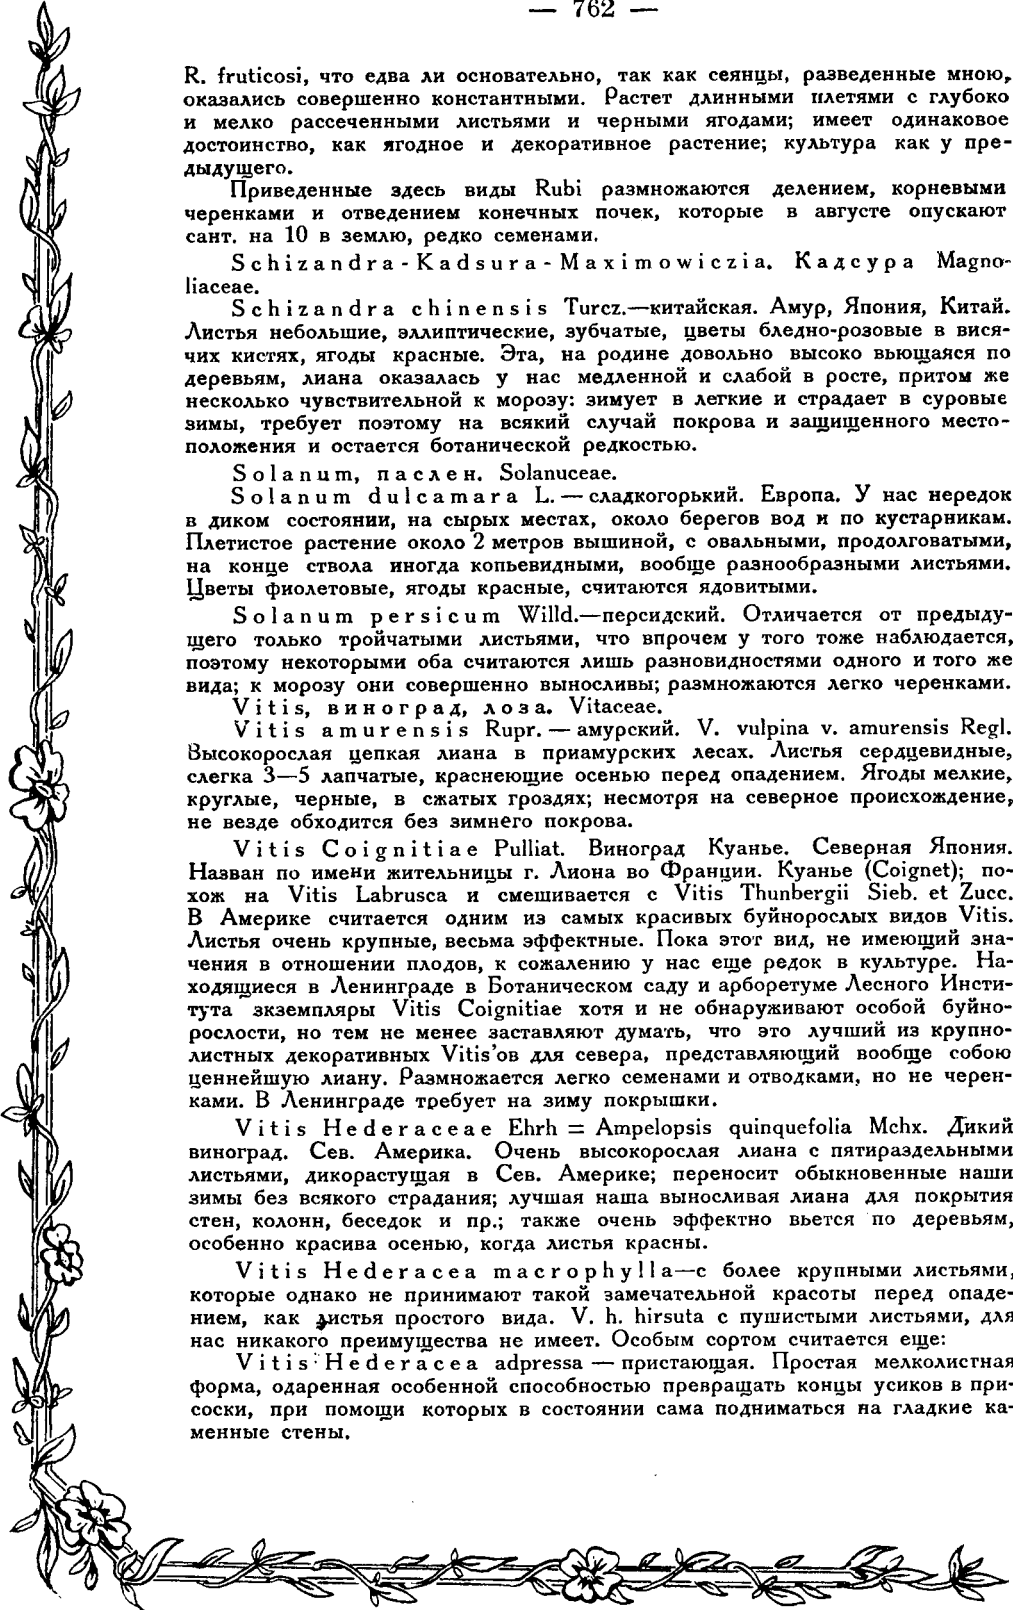 — 762 —
R. fruticosi, что едва ли основательно, так как сеянцы, разведенные мною,
оказались совершенно константными. Растет длинными плетями с глубоко
и мелко рассеченными листьями и черными ягодами; имеет одинаковое
достоинство, как ягодное и декоративное растение; культура как у пре-
дыдущего.
Приведенные здесь виды Rubi размножаются делением, корневыми
черенками и отведением конечных почек, которые в августе опускают
сант. на 10 в землю, редко семенами.
Schizandra-Kadsura-Maximowiczia. Кадсура Magno-
liaceae.
Schizandra chinensis Turcz.—китайская. Амур, Япония, Китай.
Листья небольшие, эллиптические, зубчатые, цветы бледно-розовые в вися-
чих кистях, ягоды красные. Эта, на родине довольно высоко вьющаяся по
деревьям, лиана оказалась у нас медленной и слабой в росте, притом же
несколько чувствительной к морозу: зимует в легкие и страдает в суровые
зимы, требует поэтому на всякий случай покрова и защищенного место-
положения и остается ботанической редкостью.
Solanum, паслен. Solanuceae.
Solanum dulcamara L. — сладкогорький. Европа. У нас нередок
в диком состоянии, на сырых местах, около берегов вод и по кустарникам.
Плетистое растение около 2 метров вышиной, с овальными, продолговатыми,
на конце ствола иногда копьевидными, вообще разнообразными листьями.
Цветы фиолетовые, ягоды красные, считаются ядовитыми.
Solanum persicum Willd.—персидский. Отличается от предыду-
щего только тройчатыми листьями, что впрочем у того тоже наблюдается,
поэтому некоторыми оба считаются лишь разновидностями одного и того же
вида; к морозу они совершенно выносливы; размножаются легко черенками.
Vitis, виноград, лоза. Vitaceae.
Vitis amurensis Rupr. — амурский. V. vulpina v. amurensis Regl.
Высокорослая цепкая лиана в приамурских лесах. Листья сердцевидные,
слегка 3—5 лапчатые, краснеющие осенью перед опадением. Ягоды мелкие,
круглые, черные, в сжатых гроздях; несмотря на северное происхождение,
не везде обходится без зимнего покрова.
Vitis Coignitiae Pulliat. Виноград Куанье. Северная Япония.
Назван по имени жительницы г. Лиона во Франции. Куанье (Coignet); по-
хож на Vitis Labrusca и смешивается с Vitis Thunbergii Sieb. et Zucc.
В Америке считается одним из самых красивых буйнорослых видов Vitis.
Листья очень крупные, весьма эффектные. Пока этот вид, не имеющий зна-
чения в отношении плодов, к сожалению у нас еще редок в культуре. На-
ходящиеся в Ленинграде в Ботаническом саду и арборетуме Лесного Инсти-
тута экземпляры Vitis Coignitiae хотя и не обнаруживают особой буйно-
рослости, но тем не менее заставляют думать, что это лучший из крупно-
листных декоративных Vitis'ов для севера, представляющий вообще собою
ценнейшую лиану. Размножается легко семенами и отводками, но не черен-
ками. В Ленинграде требует на зиму покрышки.
Vitis Hederaceae Ehrh = Ampelopsis quinquefolia Mchx. Дикий
виноград. Сев. Америка. Очень высокорослая лиана с пятираздельными
листьями, дикорастущая в Сев. Америке; переносит обыкновенные наши
зимы без всякого страдания; лучшая наша выносливая лиана для покрытия
стен, колонн, беседок и пр.; также очень эффектно вьется по деревьям,
особенно красива осенью, когда листья красны.
Vitis Hederacea macrophylla—с более крупными листьями,
которые однако не принимают такой замечательной красоты перед опаде-
нием, как листья простого вида. V. h. hirsuta с пушистыми листьями, для
нас никакого преимущества не имеет. Особым сортом считается еще:
Vitis Hederacea adpressa — пристающая. Простая мелколистная
форма, одаренная особенной способностью превращать концы усиков в при-
соски, при помощи которых в состоянии сама подниматься на гладкие ка-
менные стены.